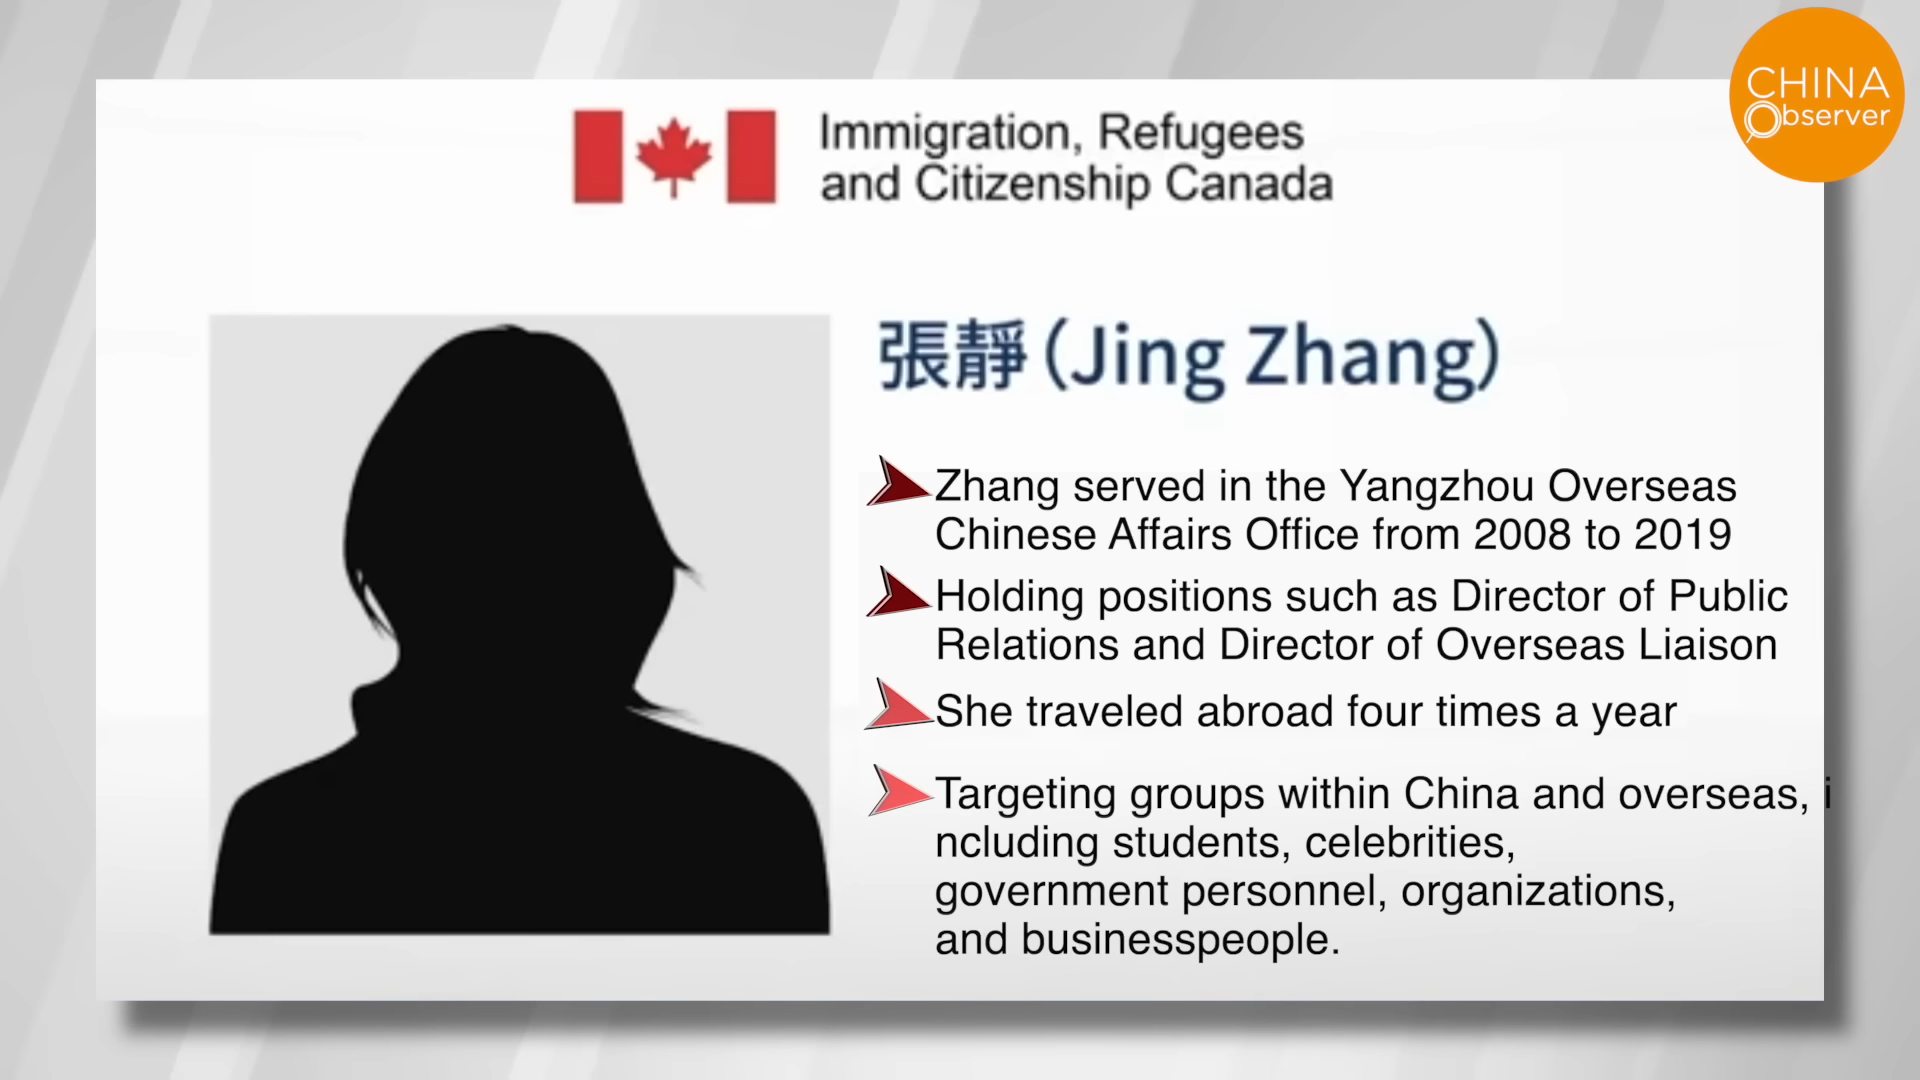 CHINA
Observer
Immigration, Refugees
and Citizenship Canada
張靜(Jing Zhang)
Zhang served in the Yangzhou Overseas
Chinese Affairs Office from 2008 to 2019
Holding positions such as Director of Public
Relations and Director of Overseas Liaison
She traveled abroad four times a year
Targeting groups within China and overseas, i
ncluding students, celebrities,
government personnel, organizations,
and businesspeople.